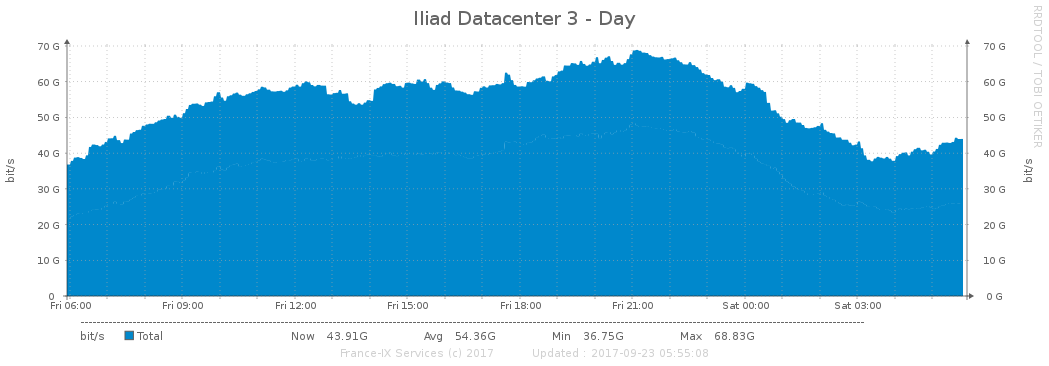 Iliad Datacenter 3 - Day
RRDTOOL / TOBI OETIKER
bit/s
70 G
60 G
50 G
40 G
30 G
20 G
10 G
0
70 G
60 G
50 G
40 G
30 G
20 G
10 G
0 G
bit/s
Fri 06:00 Fri 09:00 Fri 12:00 Fri 15:00 Fri 18:00 Fri 21:00 Sat 00:00 Sat 03:00
bit/s Total Now 43.91G Avg 54.36G Min 36.75G Max 68.83G
France-IX Services (c) 2017 Updated : 2017-09-23 05:55:08